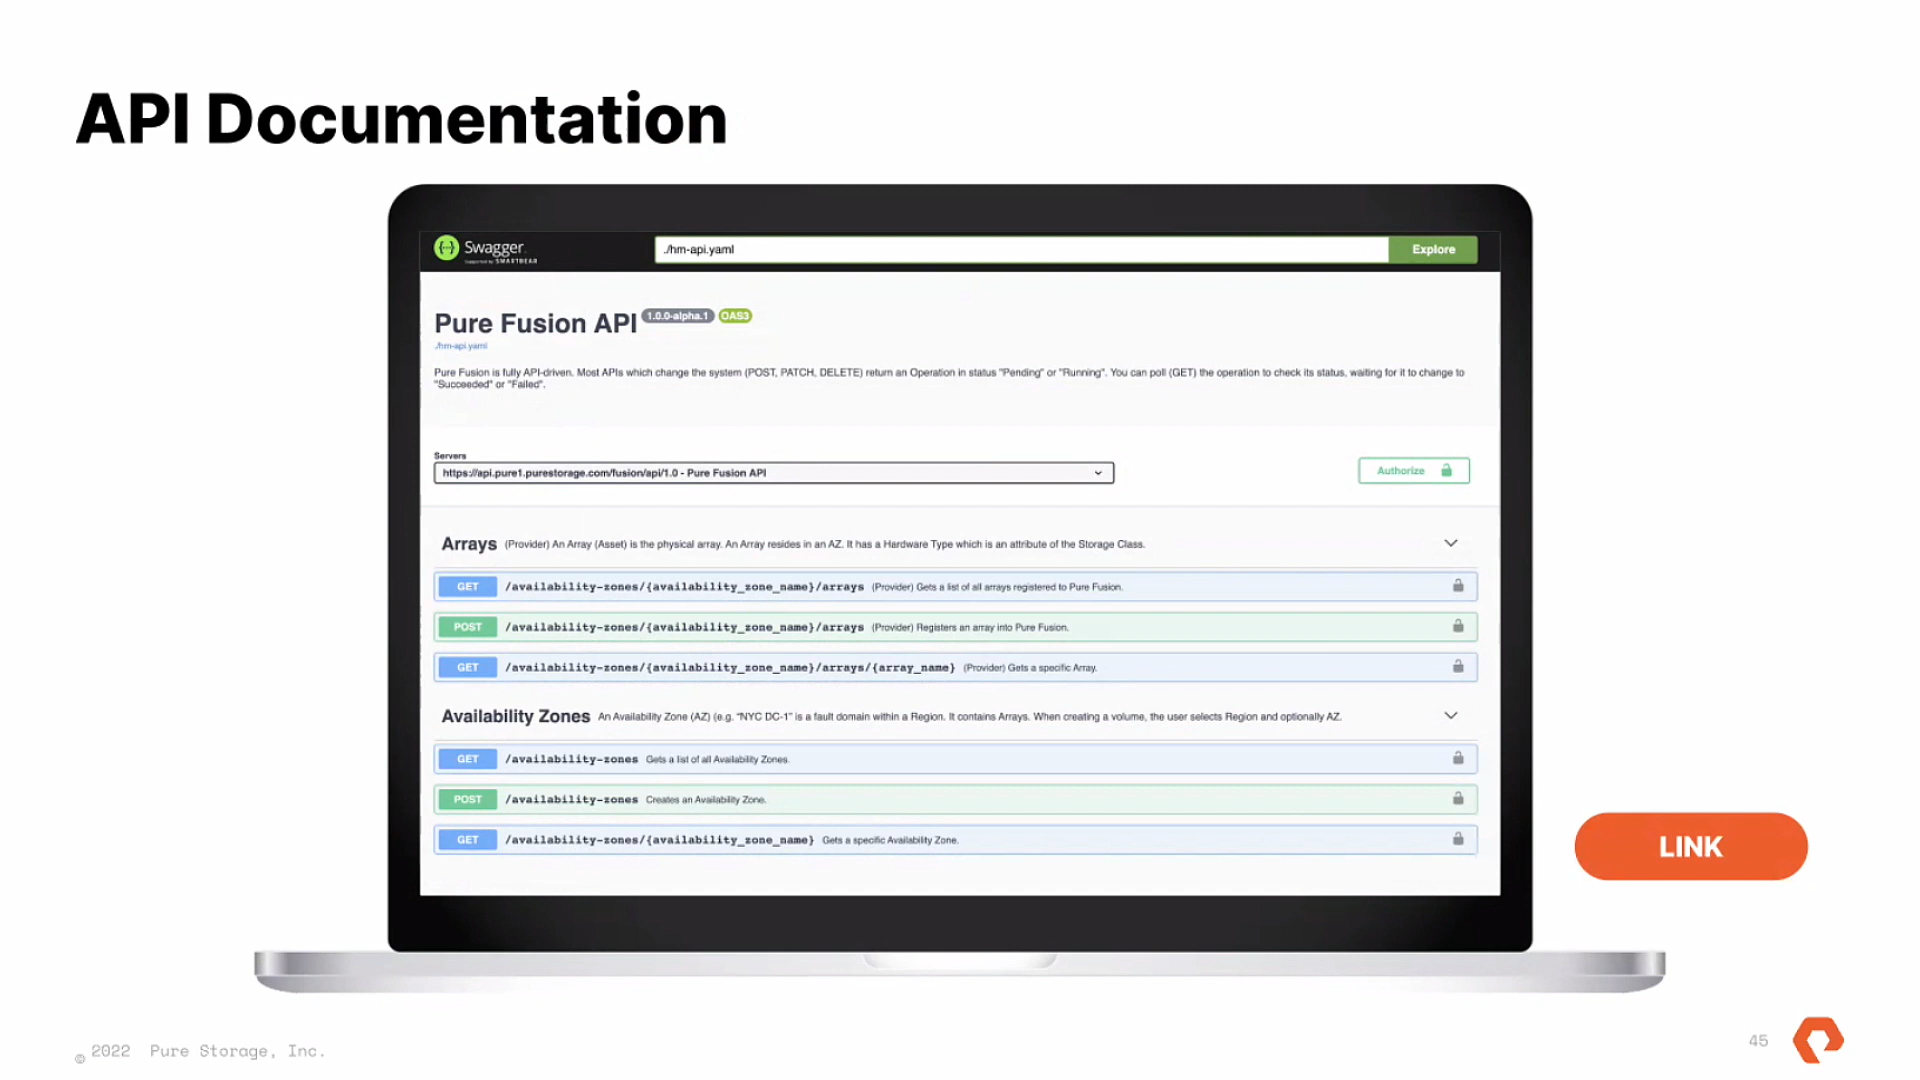 API Documentation
Swagger.
Supported by SMARTBEAR
./hm-api.yaml
Explore
Pure Fusion API 1.0.0-alpha.1 OAS3
./hm-api.yaml
Pure Fusion is fully API-driven. Most APIs which change the system (POST, PATCH, DELETE) return an Operation in status "Pending" or "Running". You can poll (GET) the operation to check its status, waiting for it to change to
"Succeeded" or "Failed".
Servers
https://api.pure1.purestorage.com/fusion/api/1.0 - Pure Fusion API
Authorize
Arrays (Provider) An Array (Asset) is the physical array. An Array resides in an AZ. It has a Hardware Type which is an attribute of the Storage Class.
GET /availability-zones/{availability_zone_name}/arrays (Provider) Gets a list of all arrays registered to Pure Fusion.
POST /availability-zones/{availability_zone_name}/arrays (Provider) Registers an array into Pure Fusion.
GET /availability-zones/{availability_zone_name}/arrays/{array_name} (Provider) Gets a specific Array.
Availability Zones An Availability Zone (AZ) (e.g. "NYC DC-1" is a fault domain within a Region. It contains Arrays. When creating a volume, the user selects Region and optionally AZ.
GET /availability-zones Gets a list of all Availability Zones.
POST /availability-zones Creates an Availability Zone.
GET /availability-zones/{availability_zone_name} Gets a specific Availability Zone.
LINK
© 2022 Pure Storage, Inc.
45